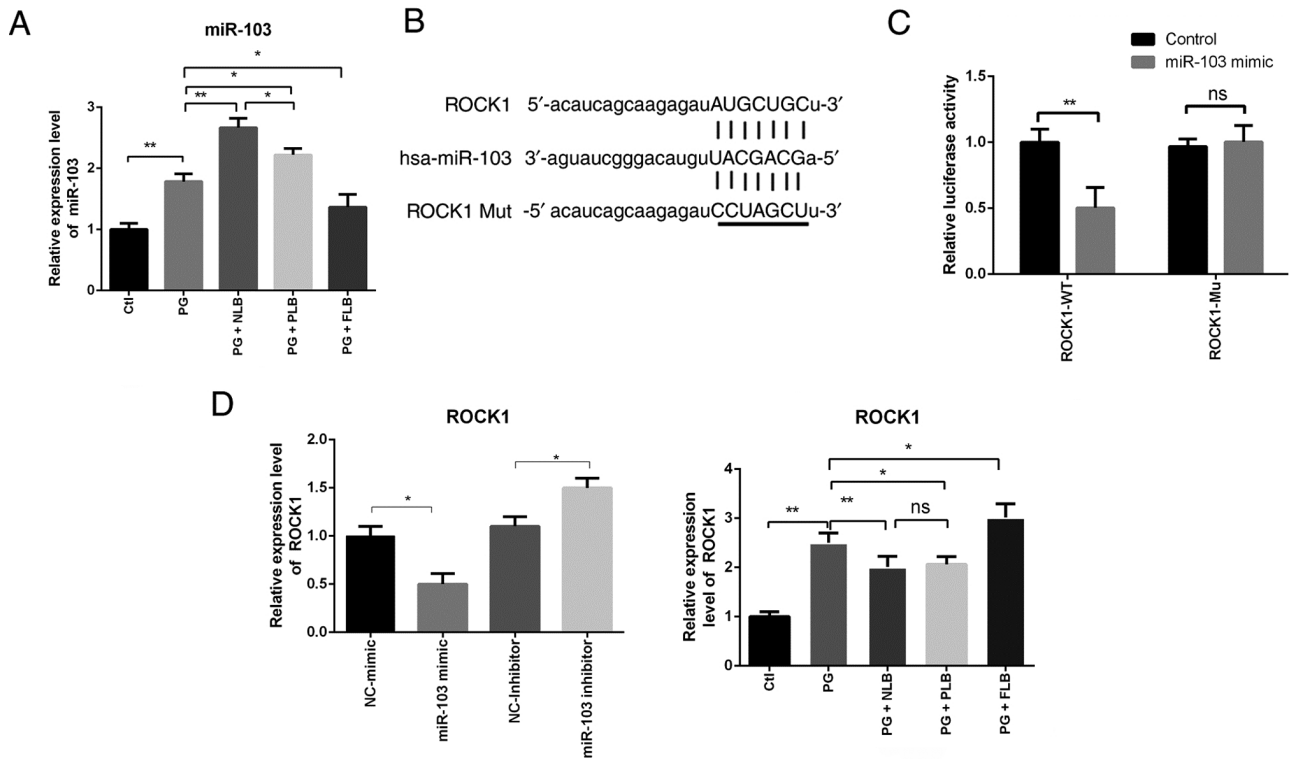 A
miR-103
*
*
** *
**
Relative expression level
of miR-103
3
2
1
0
Ctl
PG
PG + NLB
PG + PLB
PG + FLB
B
ROCK1 5′-acaucagcaagagauAUGCUGCu-3′
hsa-miR-103 3′-aguaucgggacauguUACGACGa-5′
ROCK1 Mut -5′ acaucagcaagagauCCUAGCUu-3′
C
Control
miR-103 mimic
Relative luciferase activity
1.5
1.0
0.5
0.0
**
ns
ROCK1-WT
ROCK1-Mu
D
ROCK1
Relative expression level
of ROCK1
2.0
1.5
1.0
0.5
0.0
*
*
NC-mimic
miR-103 mimic
NC-Inhibitor
miR-103 inhibitor
ROCK1
Relative expression
level of ROCK1
4
3
2
1
0
*
*
** ** ns
Ctl
PG
PG + NLB
PG + PLB
PG + FLB